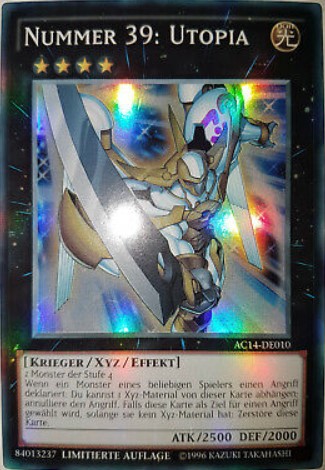 NUMMER 39: UTOPIA
光
AC14-DE010
[KRIEGER/XYZ/EFFEKT]
2 Monster der Stufe 4
Wenn ein Monster eines beliebigen Spielers einen Angriff
deklariert: Du kannst 1 Xyz-Material von dieser Karte abhängen;
annulliere den Angriff. Falls diese Karte als Ziel für einen Angriff
gewählt wird, solange sie kein Xyz-Material hat: Zerstöre diese
Karte.
ATK/2500 DEF/2000
84013237 LIMITIERTE AUFLAGE ©1996 KAZUKI TAKAHASHI